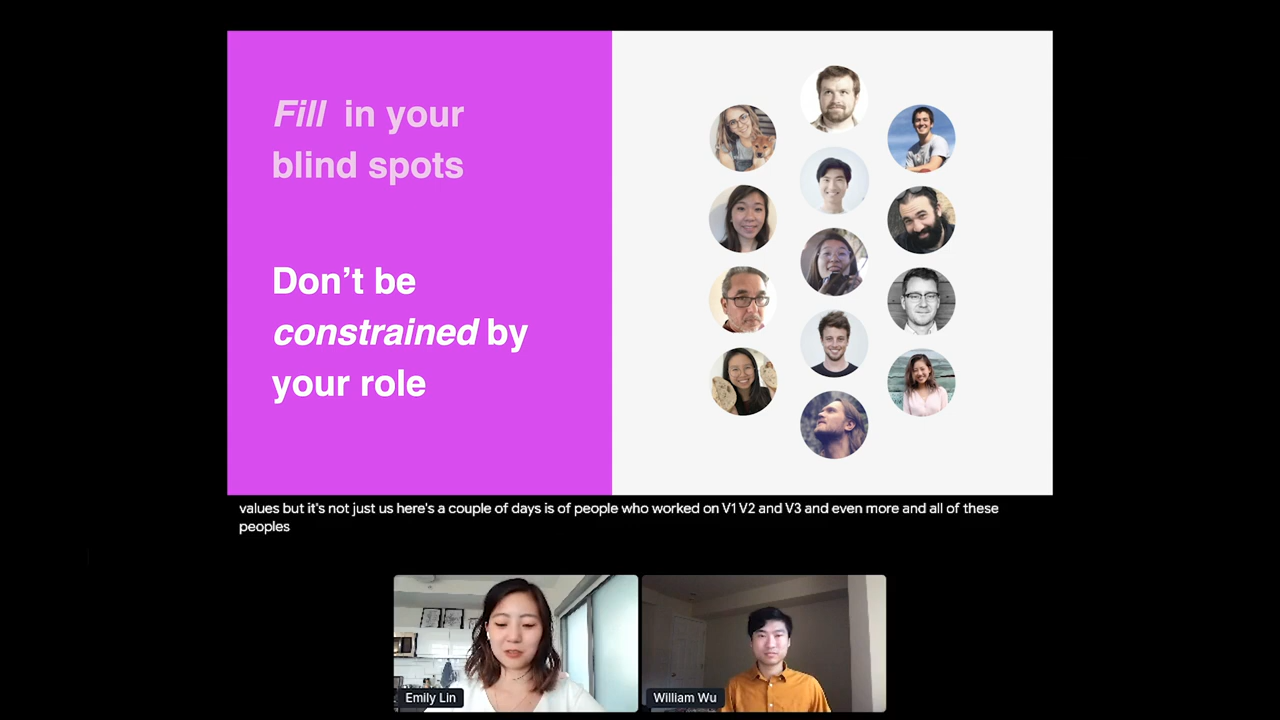 Fill in your
blind spots
Don’t be
constrained by
your role
values but it's not just us here's a couple of days is of people who worked on V1 V2 and V3 and even more and all of these
peoples
Emily Lin
William Wu